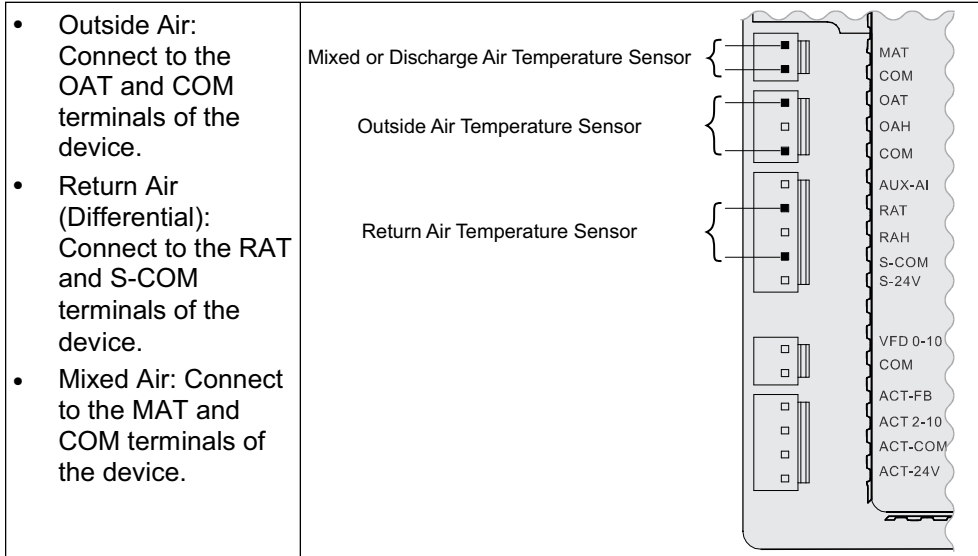 • Outside Air:
Connect to the
OAT and COM
terminals of the
device.
• Return Air
(Differential):
Connect to the RAT
and S-COM
terminals of the
device.
• Mixed Air: Connect
to the MAT and
COM terminals of
the device.
Mixed or Discharge Air Temperature Sensor
Outside Air Temperature Sensor
Return Air Temperature Sensor
MAT
COM
OAT
OAH
COM
AUX-AI
RAT
RAH
S-COM
S-24V
VFD 0-10
COM
ACT-FB
ACT 2-10
ACT-COM
ACT-24V